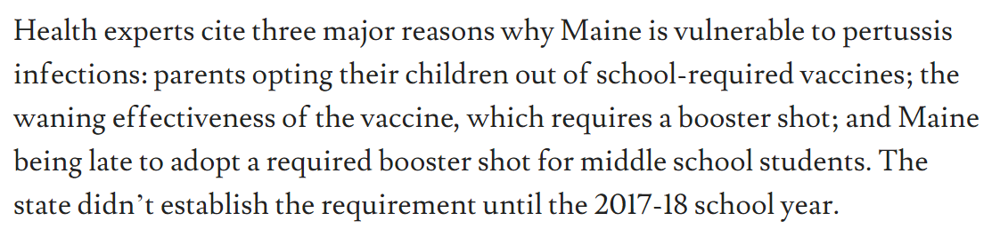 Health experts cite three major reasons why Maine is vulnerable to pertussis
infections: parents opting their children out of school-required vaccines; the
waning effectiveness of the vaccine, which requires a booster shot; and Maine
being late to adopt a required booster shot for middle school students. The
state didn’t establish the requirement until the 2017-18 school year.